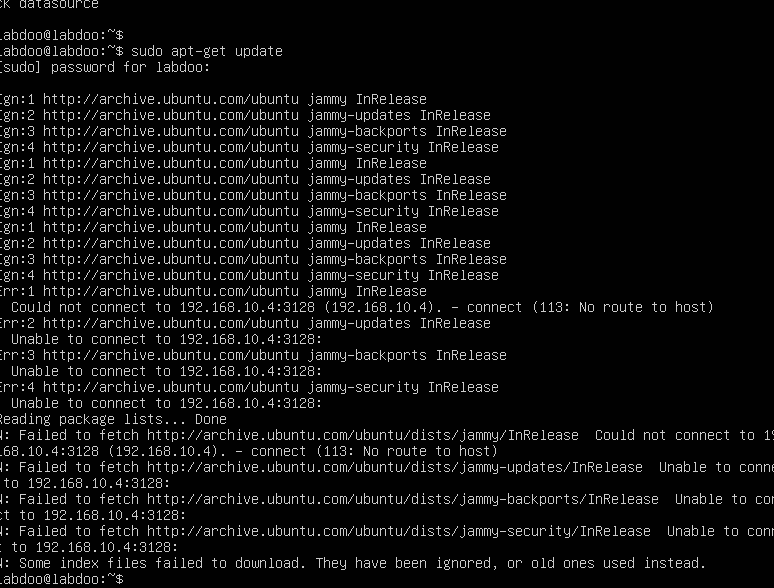 ck datasource
labdoo@labdoo:~$
labdoo@labdoo:~$ sudo apt-get update
[sudo] password for labdoo:
Ign:1 http://archive.ubuntu.com/ubuntu jammy InRelease
Ign:2 http://archive.ubuntu.com/ubuntu jammy-updates InRelease
Ign:3 http://archive.ubuntu.com/ubuntu jammy-backports InRelease
Ign:4 http://archive.ubuntu.com/ubuntu jammy-security InRelease
Ign:1 http://archive.ubuntu.com/ubuntu jammy InRelease
Ign:2 http://archive.ubuntu.com/ubuntu jammy-updates InRelease
Ign:3 http://archive.ubuntu.com/ubuntu jammy-backports InRelease
Ign:4 http://archive.ubuntu.com/ubuntu jammy-security InRelease
Ign:1 http://archive.ubuntu.com/ubuntu jammy InRelease
Ign:2 http://archive.ubuntu.com/ubuntu jammy-updates InRelease
Ign:3 http://archive.ubuntu.com/ubuntu jammy-backports InRelease
Ign:4 http://archive.ubuntu.com/ubuntu jammy-security InRelease
Err:1 http://archive.ubuntu.com/ubuntu jammy InRelease
Could not connect to 192.168.10.4:3128 (192.168.10.4). - connect (113: No route to host)
Err:2 http://archive.ubuntu.com/ubuntu jammy-updates InRelease
Unable to connect to 192.168.10.4:3128:
Err:3 http://archive.ubuntu.com/ubuntu jammy-backports InRelease
Unable to connect to 192.168.10.4:3128:
Err:4 http://archive.ubuntu.com/ubuntu jammy-security InRelease
Unable to connect to 192.168.10.4:3128:
Reading package lists... Done
W: Failed to fetch http://archive.ubuntu.com/ubuntu/dists/jammy/InRelease  Could not connect to 19
68.10.4:3128 (192.168.10.4). - connect (113: No route to host)
W: Failed to fetch http://archive.ubuntu.com/ubuntu/dists/jammy-updates/InRelease  Unable to conne
to 192.168.10.4:3128:
W: Failed to fetch http://archive.ubuntu.com/ubuntu/dists/jammy-backports/InRelease  Unable to con
ct to 192.168.10.4:3128:
W: Failed to fetch http://archive.ubuntu.com/ubuntu/dists/jammy-security/InRelease  Unable to conn
t to 192.168.10.4:3128:
W: Some index files failed to download. They have been ignored, or old ones used instead.
labdoo@labdoo:~$